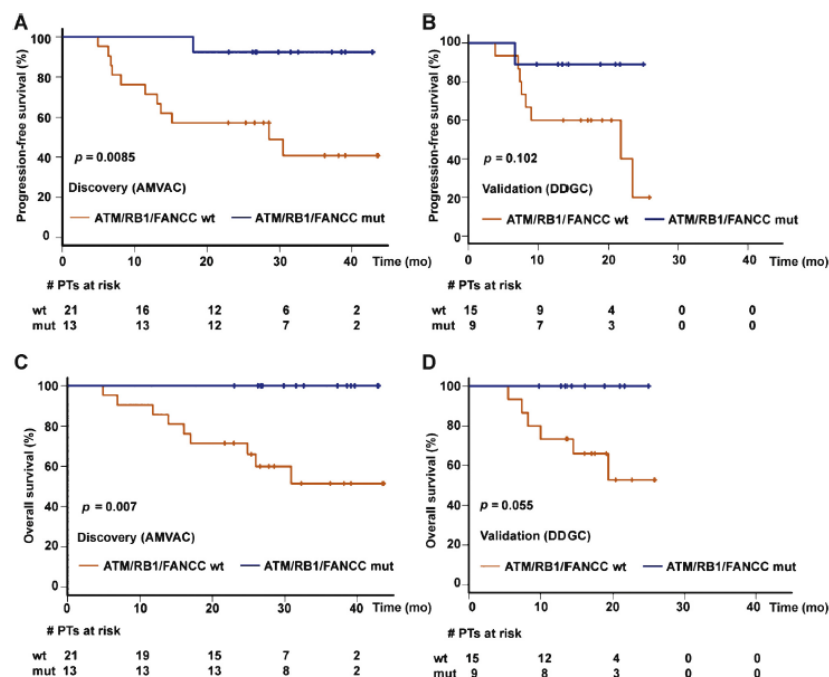 A
Progression-free survival (%)
100
80
60
40
20
0
p = 0.0085
Discovery (AMVAC)
ATM/RB1/FANCC wt
ATM/RB1/FANCC mut
0 10 20 30 40 Time (mo)
# PTs at risk
wt 21 16 12 6 2
mut 13 13 12 7 2
B
Progression-free survival (%)
100
80
60
40
20
0
p = 0.102
Validation (DDGC)
ATM/RB1/FANCC wt
ATM/RB1/FANCC mut
0 10 20 30 40 Time (mo)
# PTs at risk
wt 15 9 4 0 0
mut 9 7 3 0 0
C
Overall survival (%)
100
80
60
40
20
0
p = 0.007
Discovery (AMVAC)
ATM/RB1/FANCC wt
ATM/RB1/FANCC mut
0 10 20 30 40 Time (mo)
# PTs at risk
wt 21 19 15 7 2
mut 13 13 13 8 2
D
Overall survival (%)
100
80
60
40
20
0
p = 0.055
Validation (DDGC)
ATM/RB1/FANCC wt
ATM/RB1/FANCC mut
0 10 20 30 40 Time (mo)
# PTs at risk
wt 15 12 4 0 0
mut 9 8 3 0 0